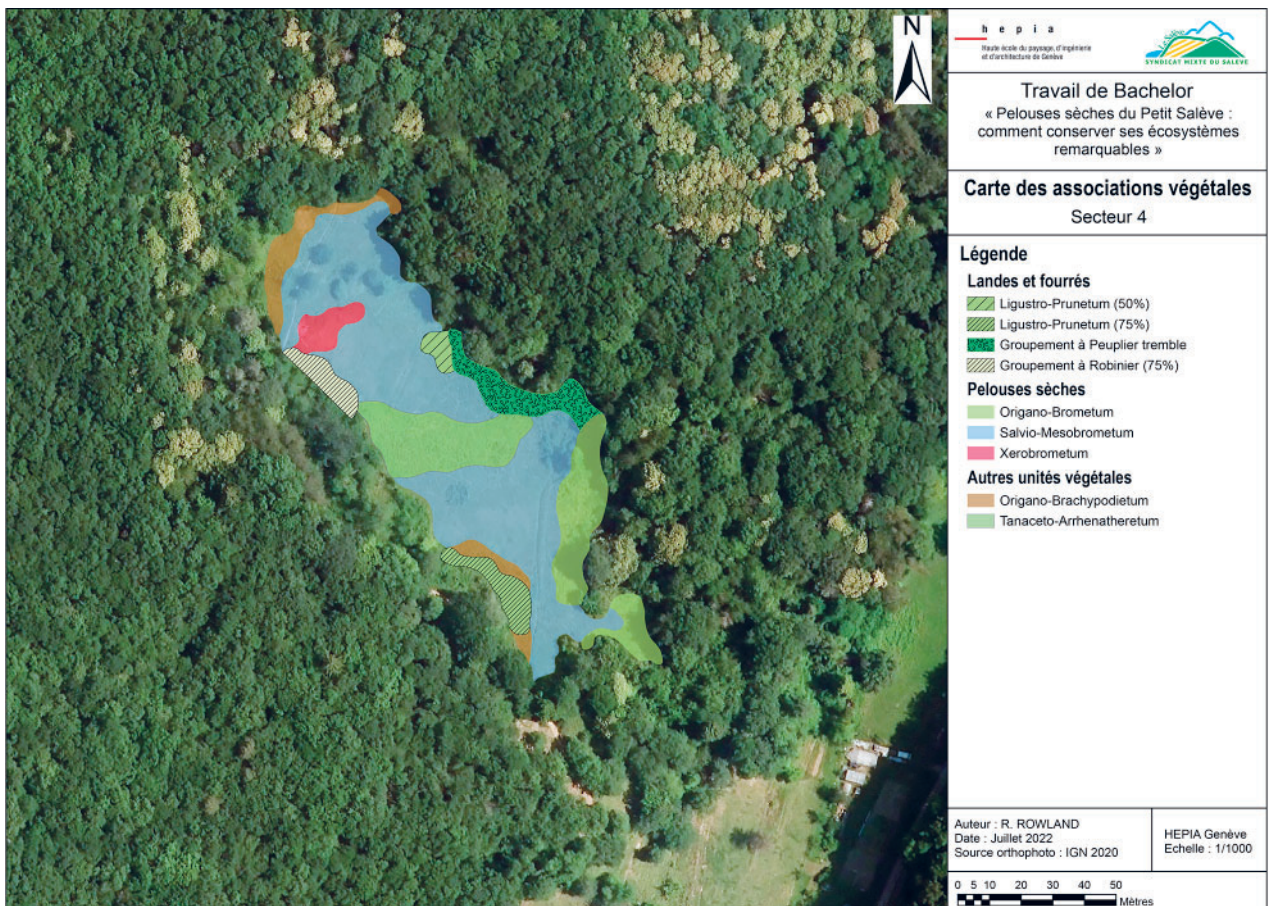 N
h e p i a
Haute école du paysage, d'ingénierie
et d'architecture de Genève
Le Salève
SYNDICAT MIXTE DU SALEVE
Travail de Bachelor
« Pelouses sèches du Petit Salève :
comment conserver ses écosystèmes
remarquables »
Carte des associations végétales
Secteur 4
Légende
Landes et fourrés
Ligustro-Prunetum (50%)
Ligustro-Prunetum (75%)
Groupement à Peuplier tremble
Groupement à Robinier (75%)
Pelouses sèches
Origano-Brometum
Salvio-Mesobrometum
Xerobrometum
Autres unités végétales
Origano-Brachypodietum
Tanaceto-Arrhenatheretum
Auteur : R. ROWLAND
Date : Juillet 2022
Source orthophoto : IGN 2020
HEPIA Genève
Echelle : 1/1000
0 5 10 20 30 40 50
Mètres